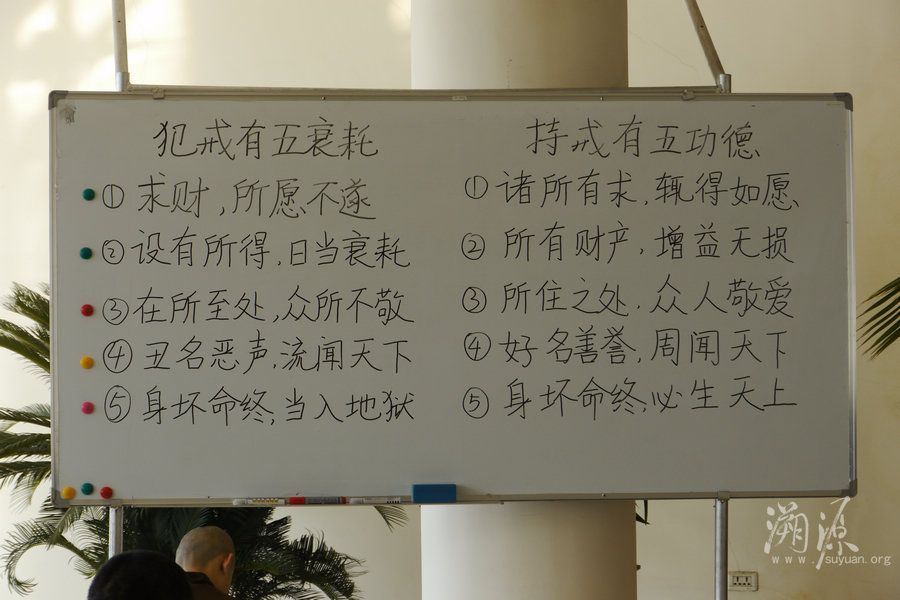 犯戒有五衰耗
①求财,所愿不遂
②设有所得,日当衰耗
③在所至处,众所不敬
④丑名恶声,流闻天下
⑤身坏命终,当入地狱
持戒有五功德
①诸所有求,辄得如愿
②所有财产,增益无损
③所住之处,众人敬爱
④好名善誉,周闻天下
⑤身坏命终,必生天上
溯源
www.suyuan.org